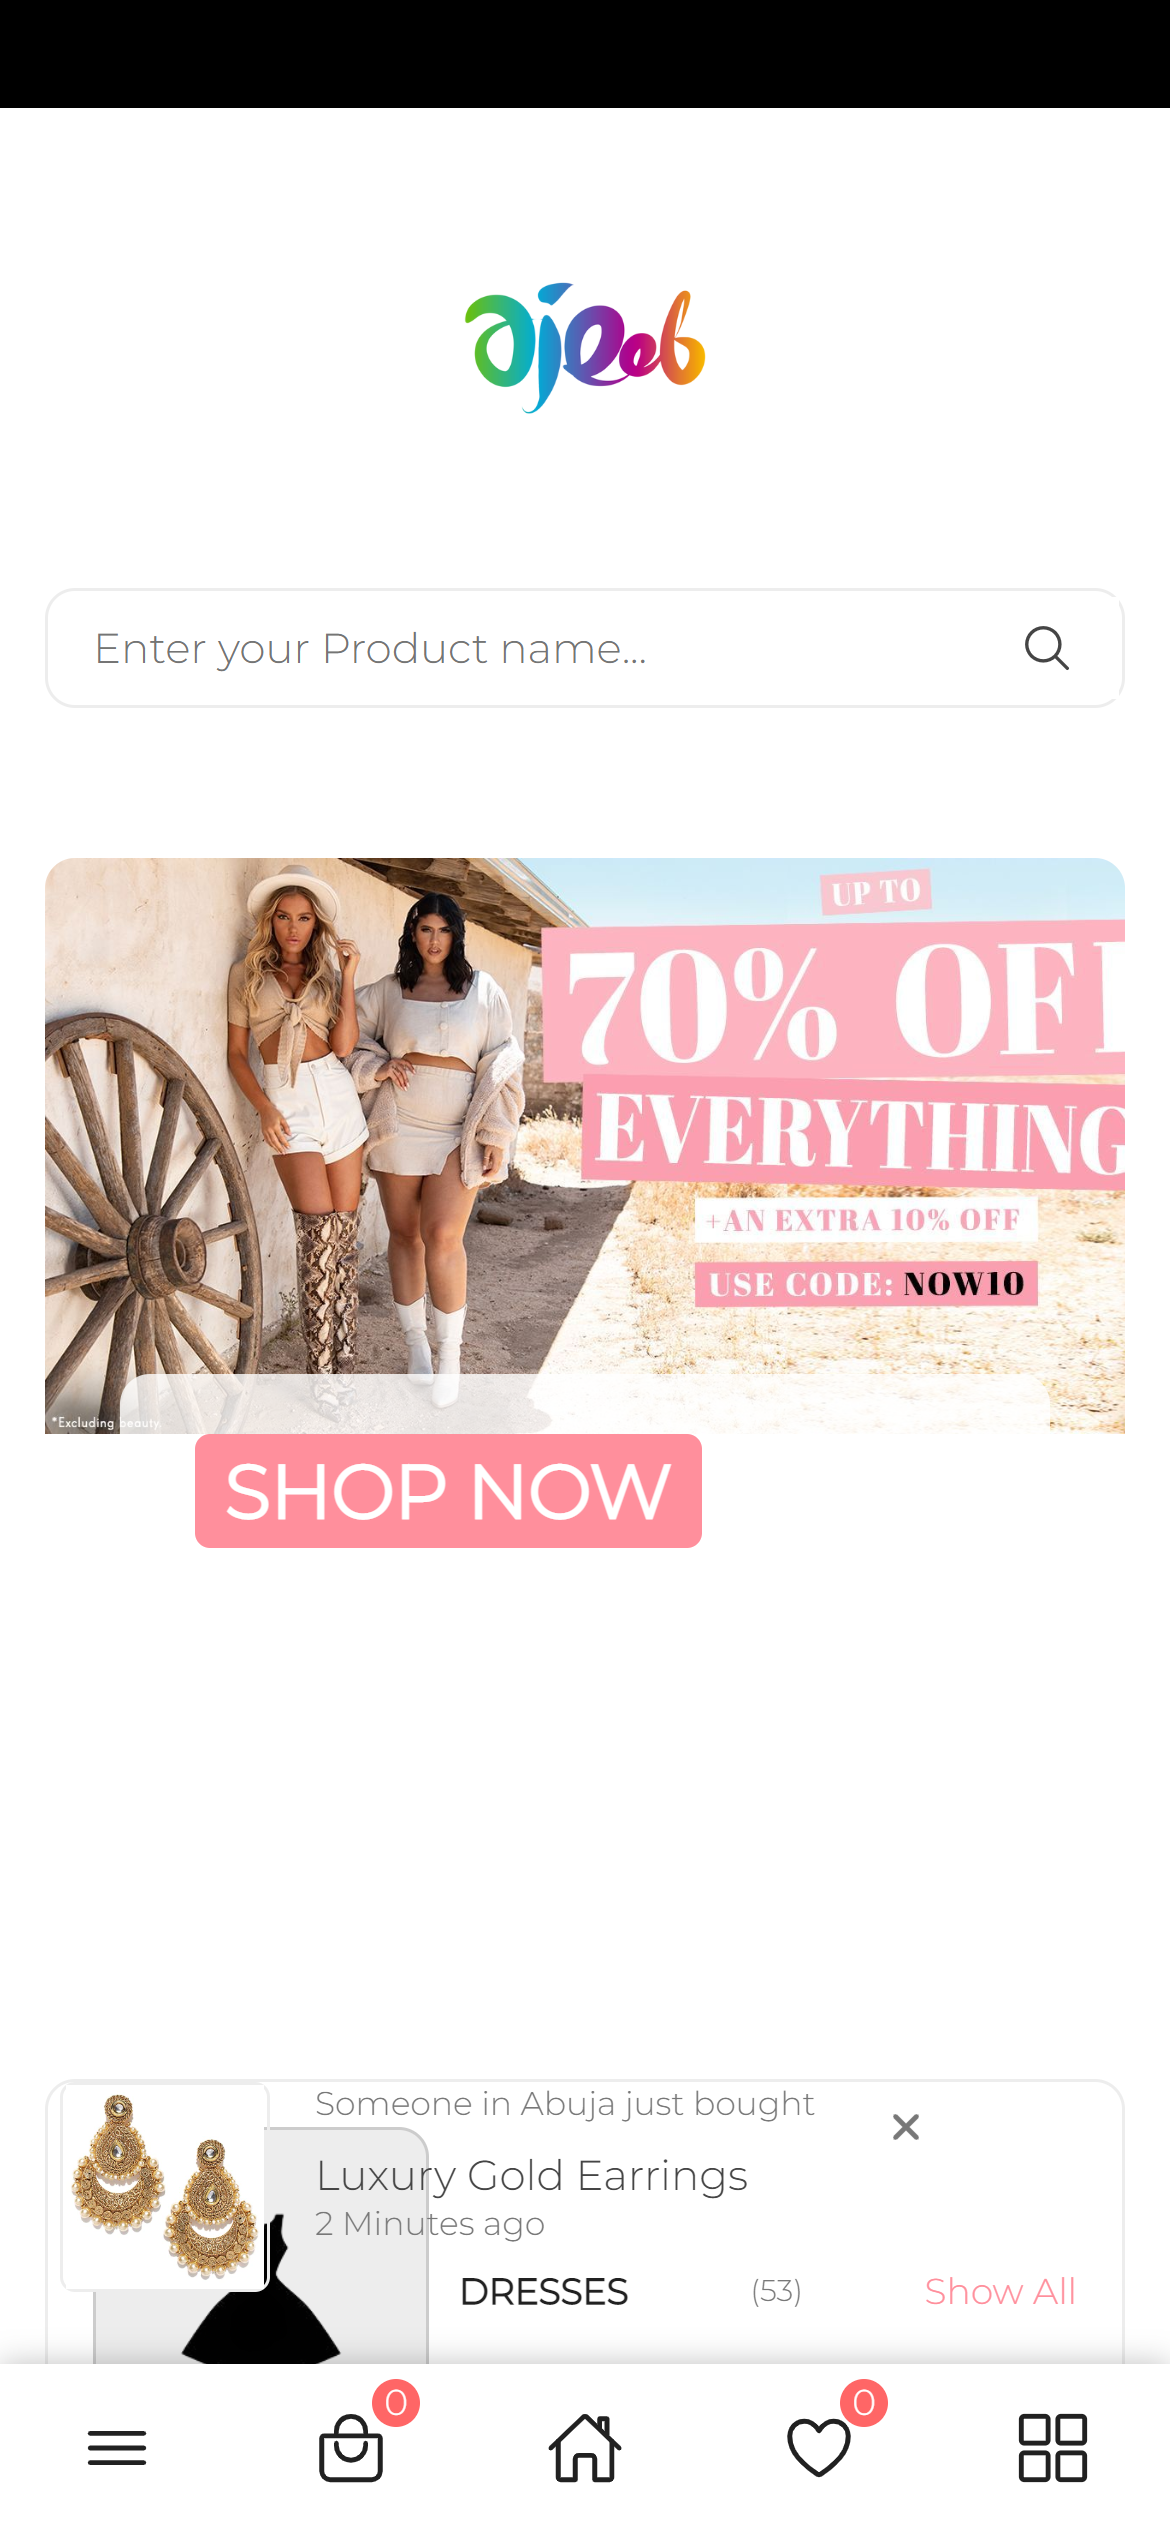 ajeeb
Enter your Product name...
UP TO
70% OFF
EVERYTHING
+AN EXTRA 10% OFF
USE CODE: NOW10
*Excluding beauty.
SHOP NOW
Someone in Abuja just bought
Luxury Gold Earrings
2 Minutes ago
DRESSES
(53)
Show All
0
0